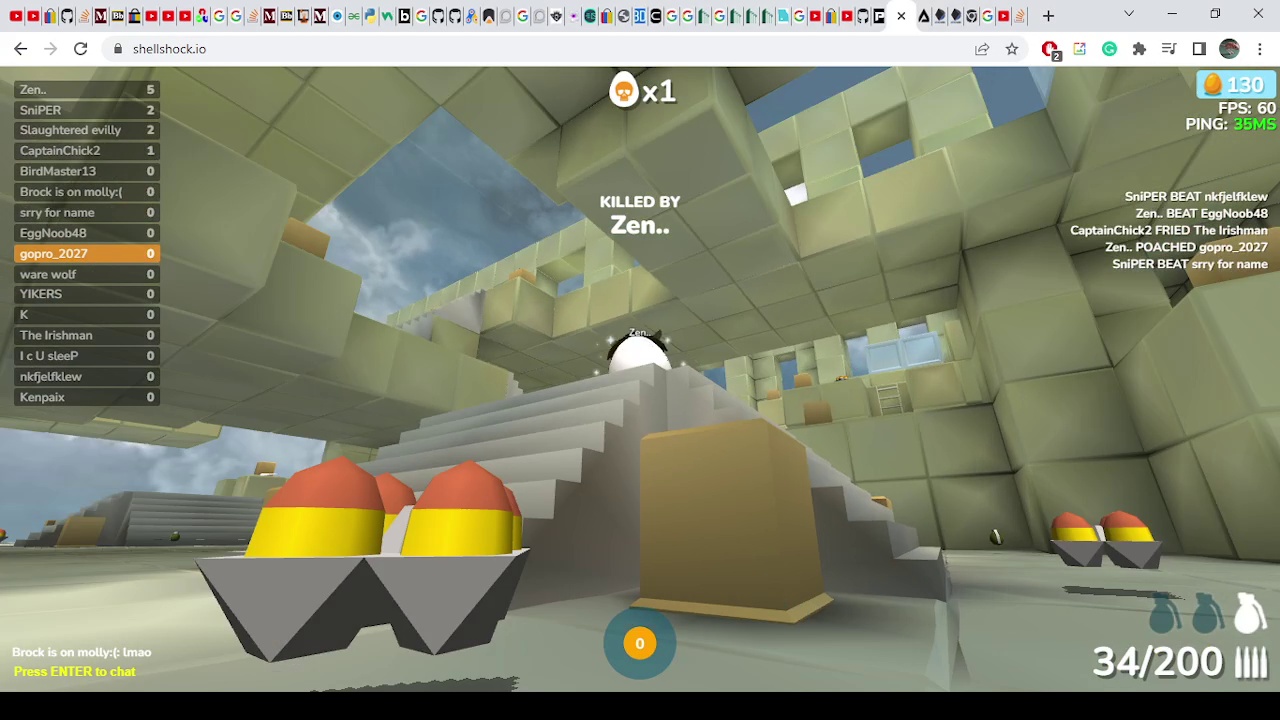 shellshock.io
2
Zen.. 5
SniPER 2
Slaughtered evilly 2
CaptainChick2 1
BirdMaster13 0
Brock is on molly:( 0
srry for name 0
EggNoob48 0
gopro_2027 0
ware wolf 0
YIKERS 0
K 0
The Irishman 0
I c U sleeP 0
nkfjelfklew 0
Kenpaix 0
x1
KILLED BY
Zen..
Zen..
130
FPS: 60
PING: 35MS
SniPER BEAT nkfjelfklew
Zen.. BEAT EggNoob48
CaptainChick2 FRIED The Irishman
Zen.. POACHED gopro_2027
SniPER BEAT srry for name
0
34/200
Brock is on molly:(: lmao
Press ENTER to chat